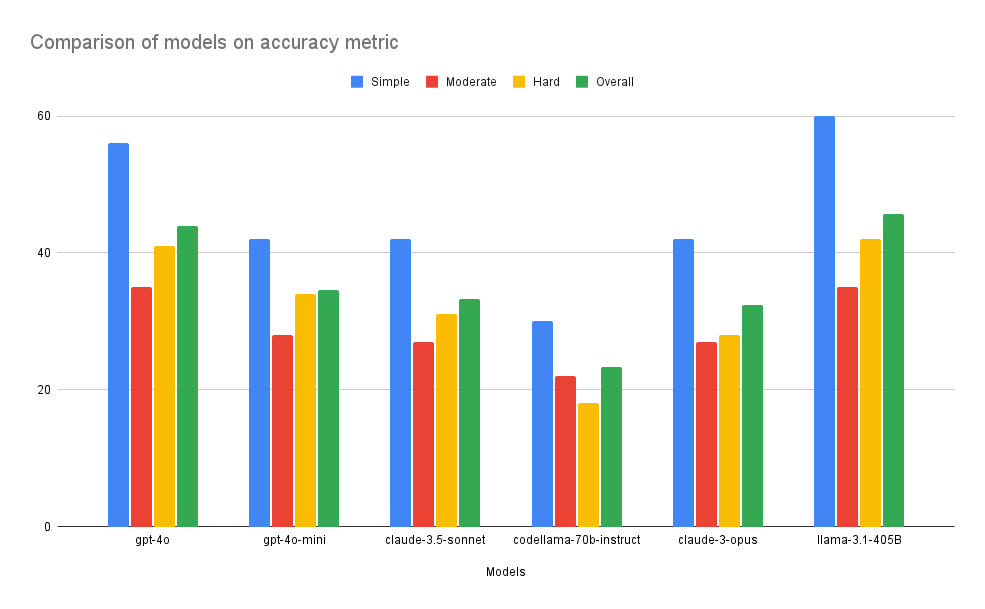 Comparison of models on accuracy metric
Simple Moderate Hard Overall
60
40
20
0
gpt-4o gpt-4o-mini claude-3.5-sonnet codellama-70b-instruct claude-3-opus llama-3.1-405B
Models